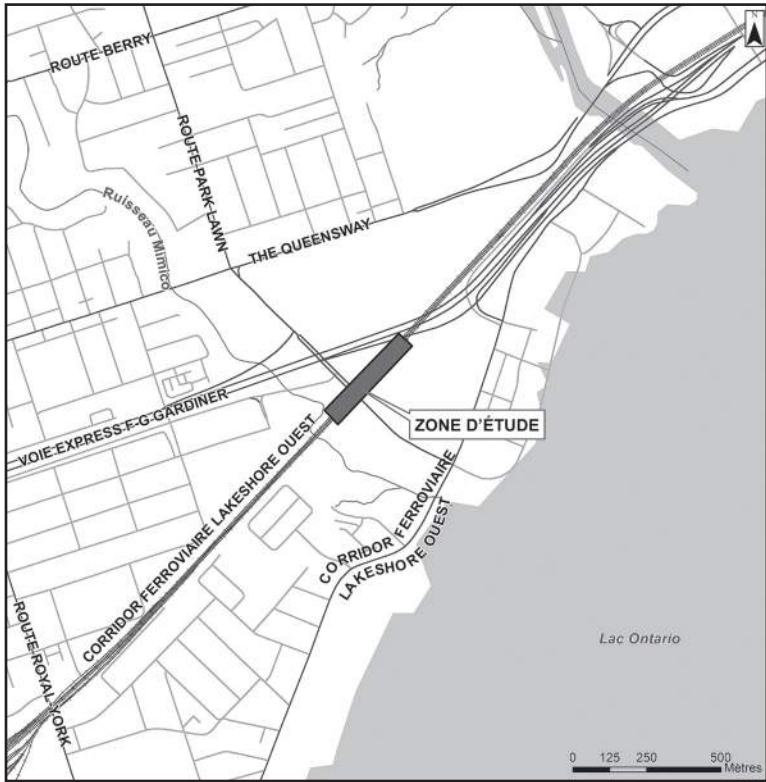 N
ROUTE BERRY
ROUTE PARK LAWN
Ruisseau Mimico
THE QUEENSWAY
VOIE EXPRESS F-G GARDINER
ZONE D'ÉTUDE
CORRIDOR FERROVIAIRE LAKESHORE OUEST
CORRIDOR FERROVIAIRE
LAKESHORE OUEST
ROUTE ROYAL YORK
Lac Ontario
0 125 250 500
Mètres